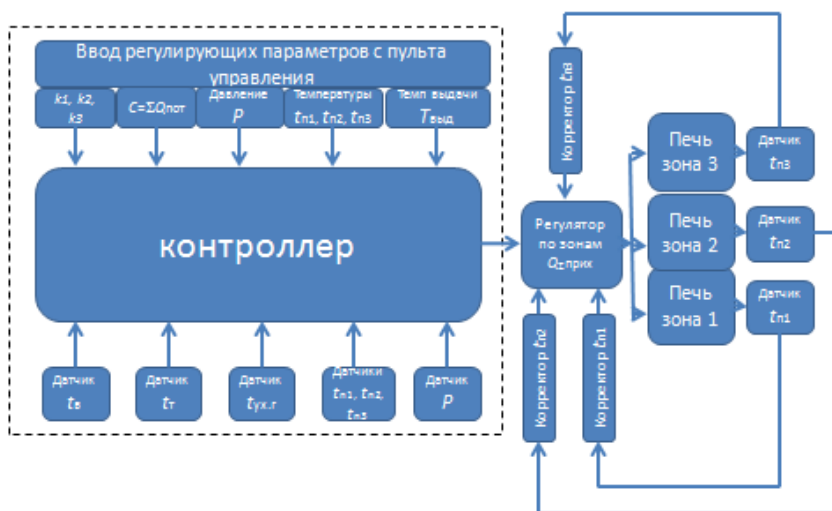 Ввод регулирующих параметров с пульта
управления
k1, k2,
k3
C=ΣQпот
Давление
P
Температуры
tп1, tп2, tп3
Темп выдачи
Tвыд
контроллер
Датчик
tв
Датчик
tт
Датчик
tух.г
Датчики
tп1, tп2,
tп3
Датчик
P
Корректор tп3
Регулятор
по зонам
QΣприх
Корректор tп2
Корректор tп1
Печь
зона 3
Датчик
tп3
Печь
зона 2
Датчик
tп2
Печь
зона 1
Датчик
tп1